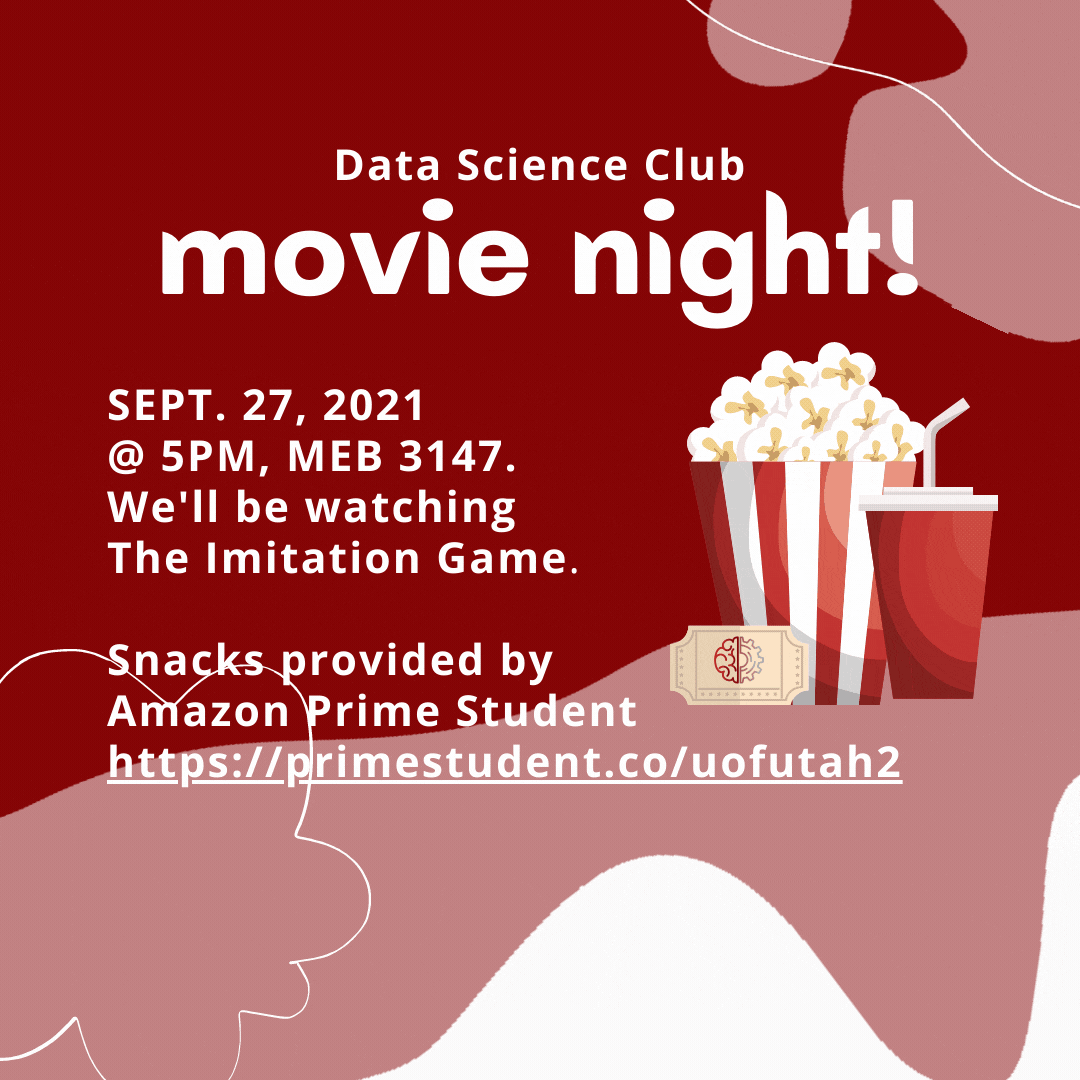 Data Science Club
movie night!
SEPT. 27, 2021
@ 5PM, MEB 3147.
We'll be watching
The Imitation Game.
Snacks provided by
Amazon Prime Student
https://primestudent.co/uofutah2